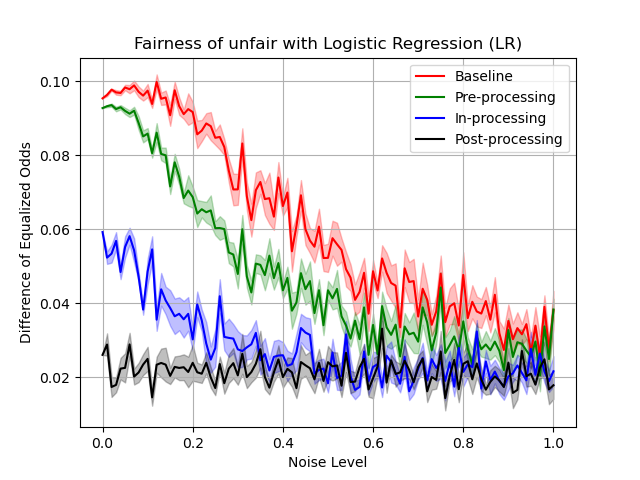 Fairness of unfair with Logistic Regression (LR)
Baseline
Pre-processing
In-processing
Post-processing
Difference of Equalized Odds
0.10
0.08
0.06
0.04
0.02
0.0
0.2
0.4
0.6
0.8
1.0
Noise Level